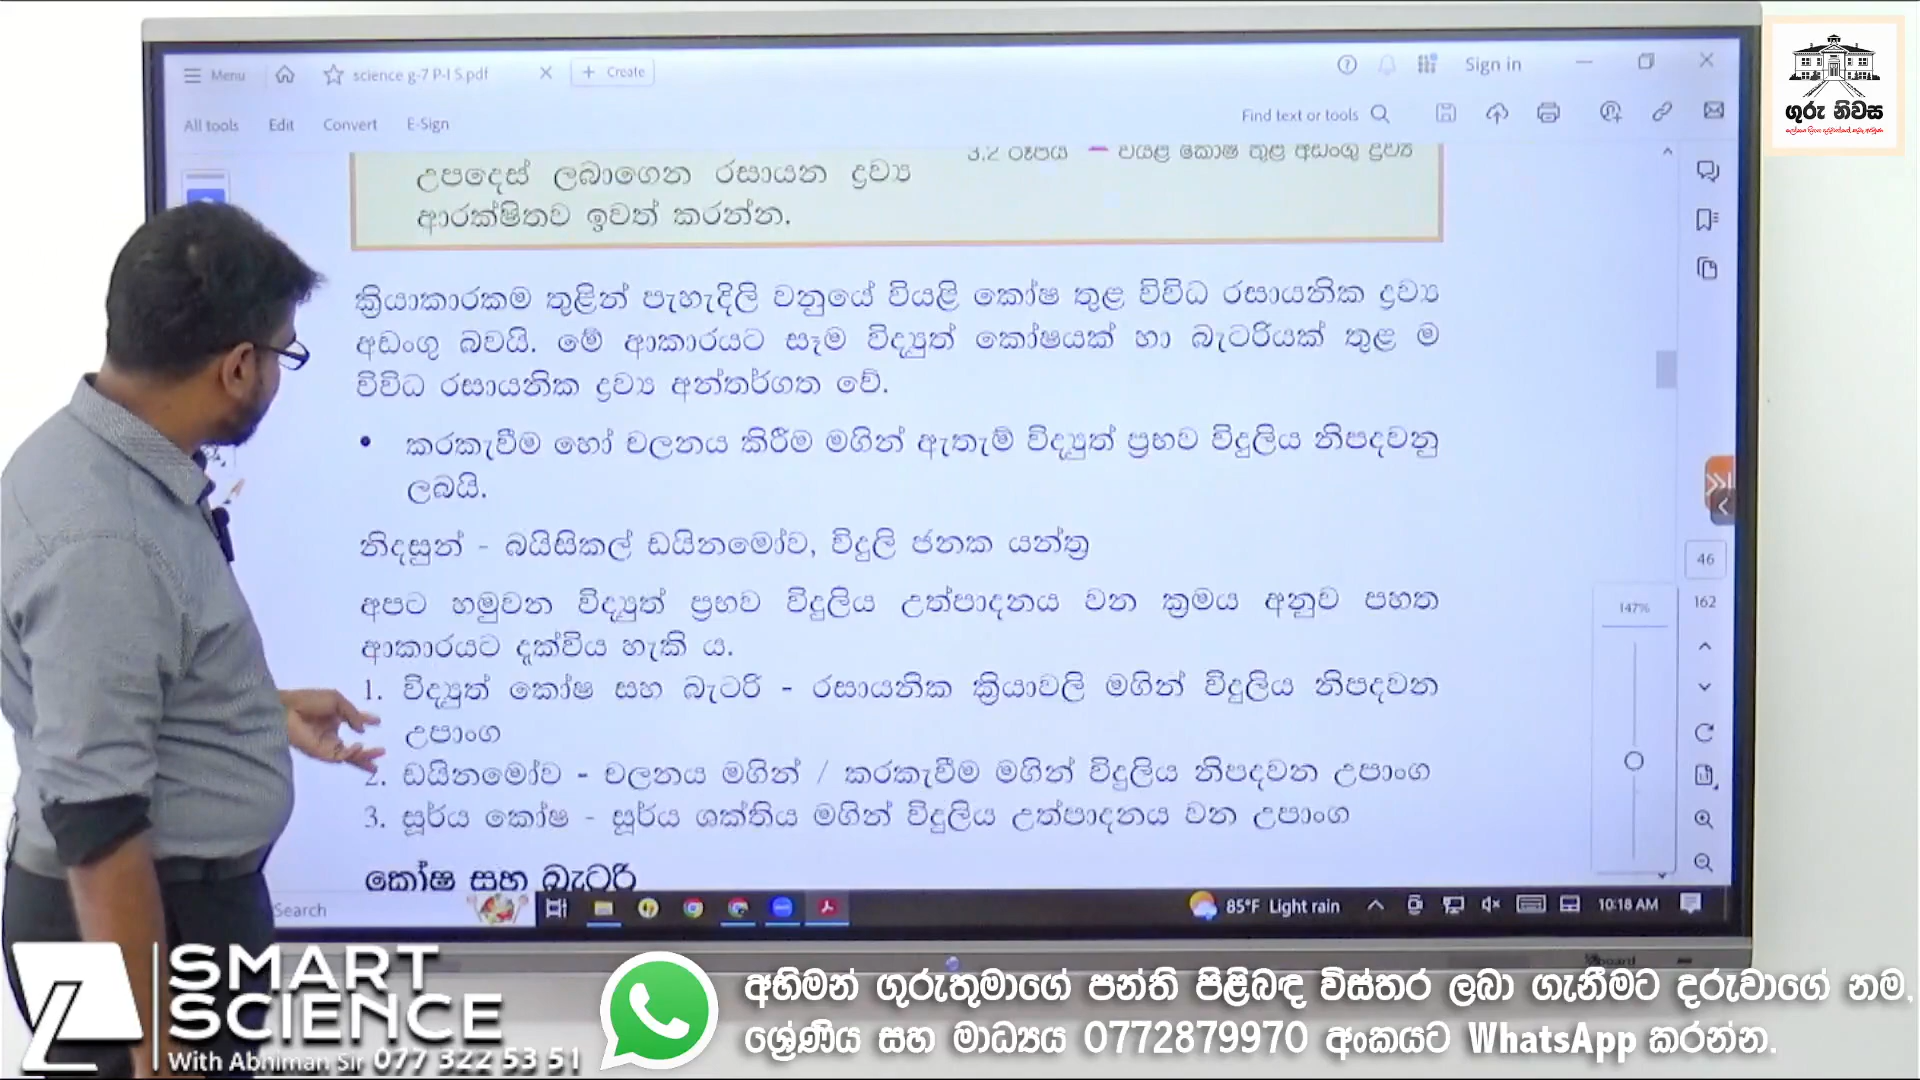 Menu
science g-7 P-I S.pdf
Create
Sign in
All tools
Edit
Convert
E-Sign
Find text or tools
ගුරු නිවස
3.2 රූපය – වියළි කෝෂ තුළ අඩංගු ද්‍රව්‍ය
උපදෙස් ලබාගෙන රසායන ද්‍රව්‍ය
ආරක්ෂිතව ඉවත් කරන්න.
ක්‍රියාකාරකම තුළින් පැහැදිලි වනුයේ වියළි කෝෂ තුළ විවිධ රසායනික ද්‍රව්‍ය
අඩංගු බවයි. මේ ආකාරයට සෑම විද්‍යුත් කෝෂයක් හා බැටරියක් තුළ ම
විවිධ රසායනික ද්‍රව්‍ය අන්තර්ගත වේ.
• කරකැවීම හෝ චලනය කිරීම මගින් ඇතැම් විද්‍යුත් ප්‍රභව විදුලිය නිපදවනු
ලබයි.
නිදසුන් - බයිසිකල් ඩයිනමෝව, විදුලි ජනක යන්ත්‍ර
අපට හමුවන විද්‍යුත් ප්‍රභව විදුලිය උත්පාදනය වන ක්‍රමය අනුව පහත
ආකාරයට දැක්විය හැකි ය.
1. විද්‍යුත් කෝෂ සහ බැටරි - රසායනික ක්‍රියාවලි මගින් විදුලිය නිපදවන
උපාංග
2. ඩයිනමෝව - චලනය මගින් / කරකැවීම මගින් විදුලිය නිපදවන උපාංග
3. සූර්ය කෝෂ - සූර්ය ශක්තිය මගින් විදුලිය උත්පාදනය වන උපාංග
කෝෂ සහ බැටරි
46
162
147%
Search
85°F Light rain
10:18 AM
SMART
SCIENCE
With Abhiman Sir 077 322 53 51
අභිමන් ගුරුතුමාගේ පන්ති පිළිබඳ විස්තර ලබා ගැනීමට දරුවාගේ නම,
ශ්‍රේණිය සහ මාධ්‍යය 0772879970 අංකයට WhatsApp කරන්න.